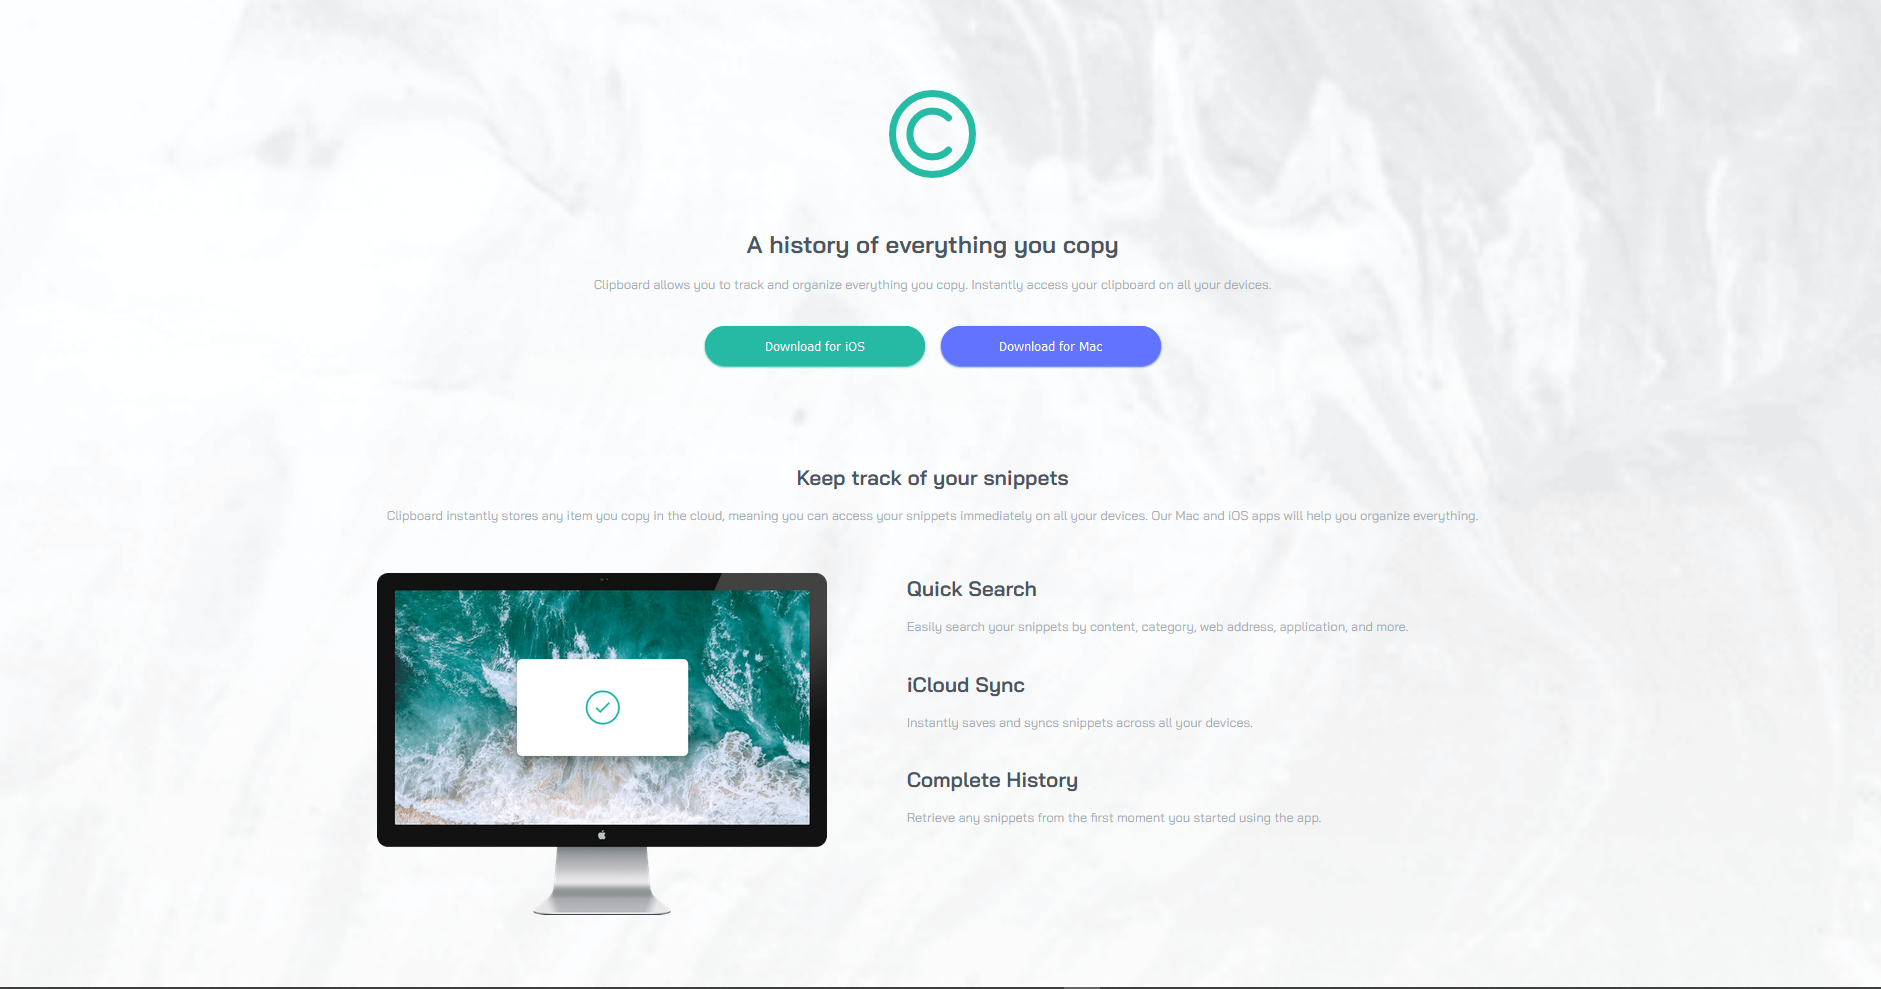 C
A history of everything you copy
Clipboard allows you to track and organize everything you copy. Instantly access your clipboard on all your devices.
Download for iOS
Download for Mac
Keep track of your snippets
Clipboard instantly stores any item you copy in the cloud, meaning you can access your snippets immediately on all your devices. Our Mac and iOS apps will help you organize everything.
Quick Search
Easily search your snippets by content, category, web address, application, and more.
iCloud Sync
Instantly saves and syncs snippets across all your devices.
Complete History
Retrieve any snippets from the first moment you started using the app.